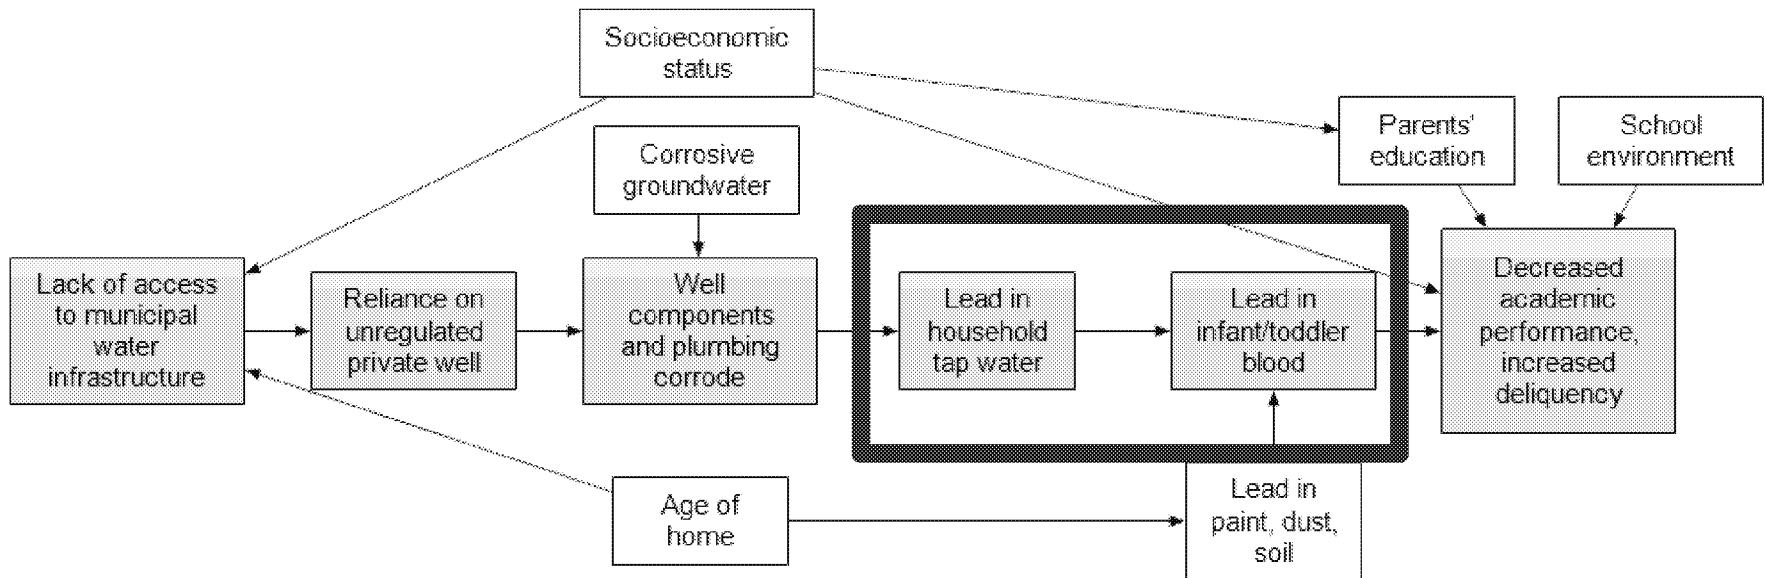 Socioeconomic
status
Corrosive
groundwater
Parents'
education
School
environment
Lack of access
to municipal
water
infrastructure
Reliance on
unregulated
private well
Well
components
and plumbing
corrode
Lead in
household
tap water
Lead in
infant/toddler
blood
Decreased
academic
performance,
increased
deliquency
Age of
home
Lead in
paint, dust,
soil